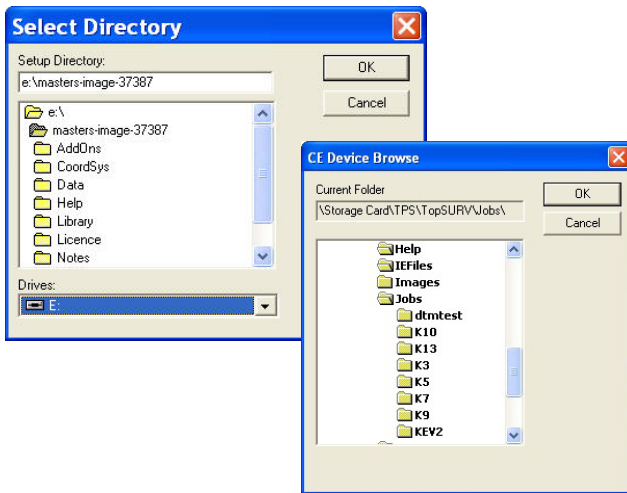 Select Directory
Setup Directory:
e:\masters-image-37387
OK
Cancel
e:\
masters-image-37387
AddOns
CoordSys
Data
Help
Library
Licence
Notes
Drives:
E:
CE Device Browse
Current Folder
\Storage Card\TPS\TopSURV\Jobs\
OK
Cancel
Help
IEFiles
Images
Jobs
dtmtest
K10
K13
K3
K5
K7
K9
KEV2